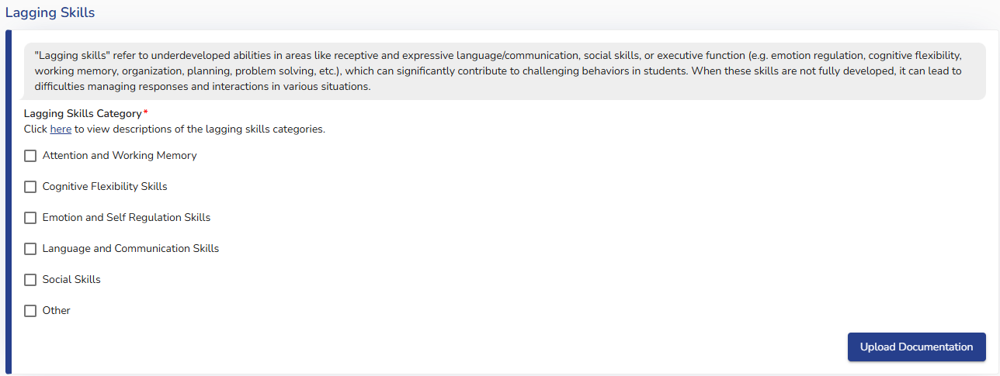 Lagging Skills
"Lagging skills" refer to underdeveloped abilities in areas like receptive and expressive language/communication, social skills, or executive function (e.g. emotion regulation, cognitive flexibility,
working memory, organization, planning, problem solving, etc.), which can significantly contribute to challenging behaviors in students. When these skills are not fully developed, it can lead to
difficulties managing responses and interactions in various situations.
Lagging Skills Category*
Click here to view descriptions of the lagging skills categories.
Attention and Working Memory
Cognitive Flexibility Skills
Emotion and Self Regulation Skills
Language and Communication Skills
Social Skills
Other
Upload Documentation